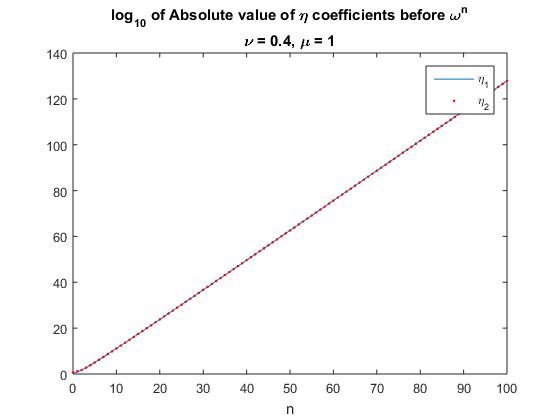 log₁₀ of Absolute value of η coefficients before ωⁿ
ν = 0.4, μ = 1
140
120
100
80
60
40
20
0
η₁
η₂
0 10 20 30 40 50 60 70 80 90 100
n